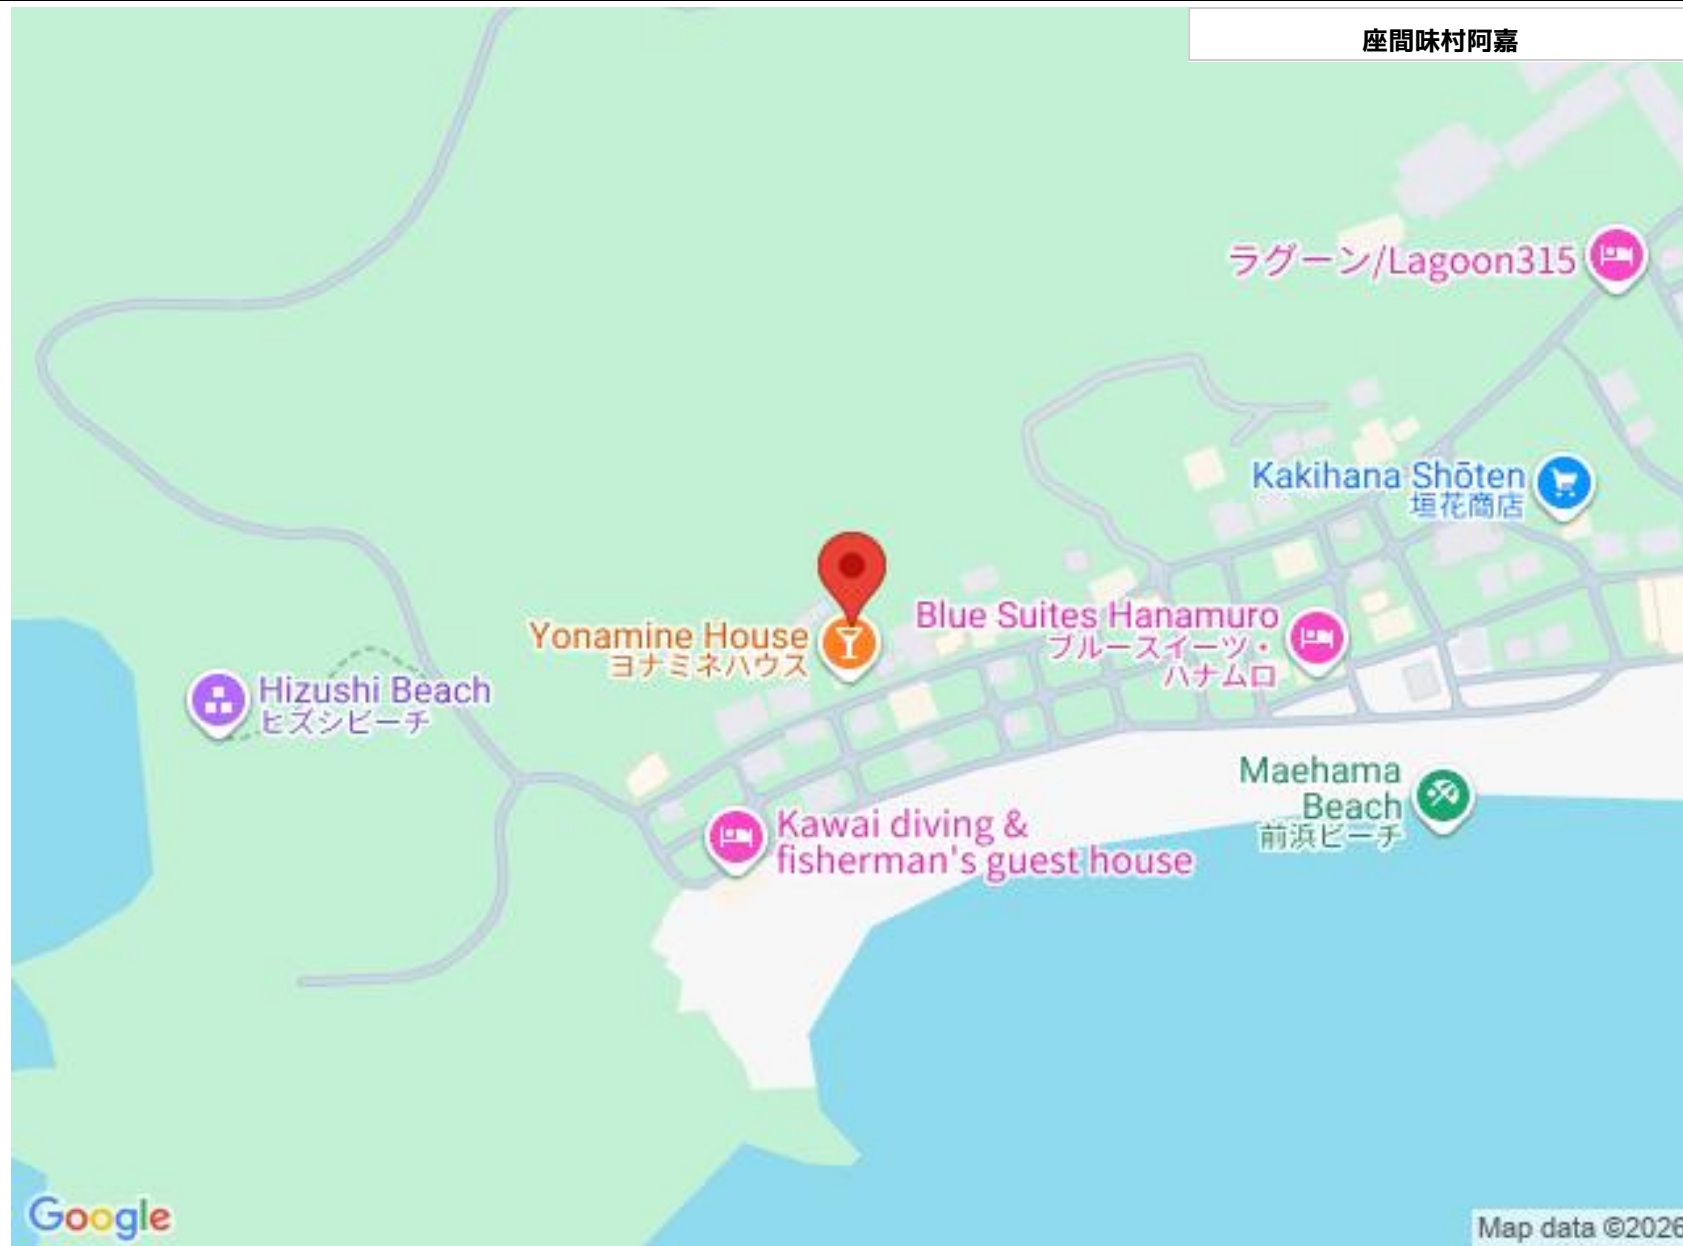 座間味村阿嘉
ラグーン/Lagoon315
Kakihana Shōten
垣花商店
Yonamine House
ヨナミネハウス
Blue Suites Hanamuro
ブルースイーツ・
ハナムロ
Hizushi Beach
ヒズシビーチ
Maehama
Beach
前浜ビーチ
Kawai diving &
fisherman's guest house
Google
Map data ©2026